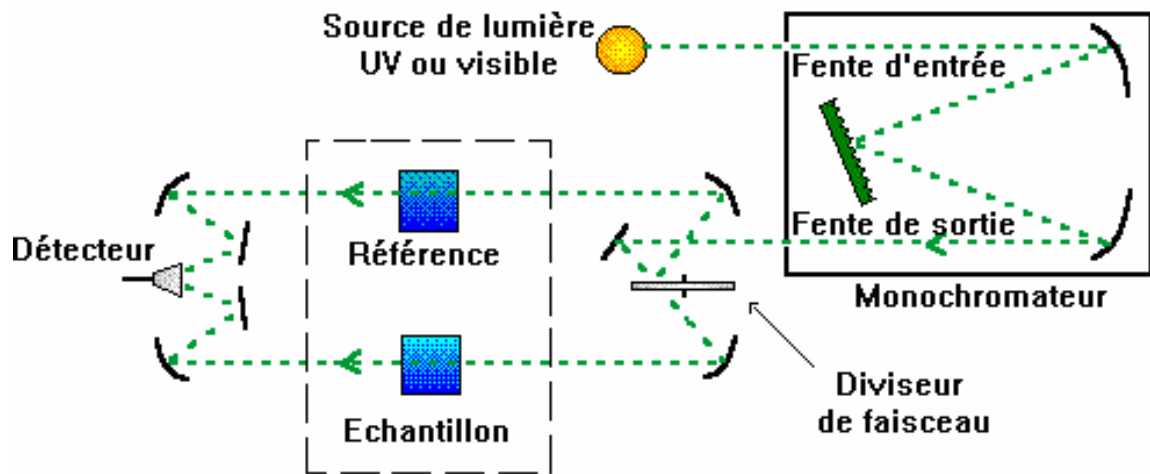 Source de lumière
UV ou visible
Fente d'entrée
Fente de sortie
Monochromateur
Référence
Détecteur
Echantillon
Diviseur
de faisceau